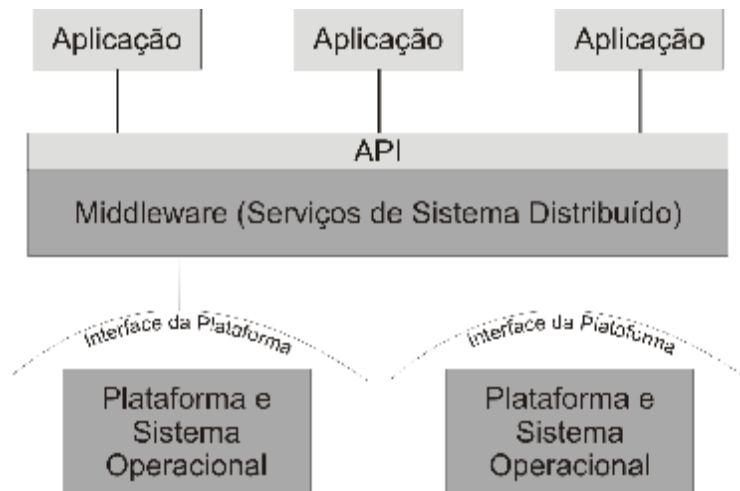 Aplicação
Aplicação
Aplicação
API
Middleware (Serviços de Sistema Distribuído)
Interface da Plataforma
Interface da Plataforma
Plataforma e
Sistema
Operacional
Plataforma e
Sistema
Operacional